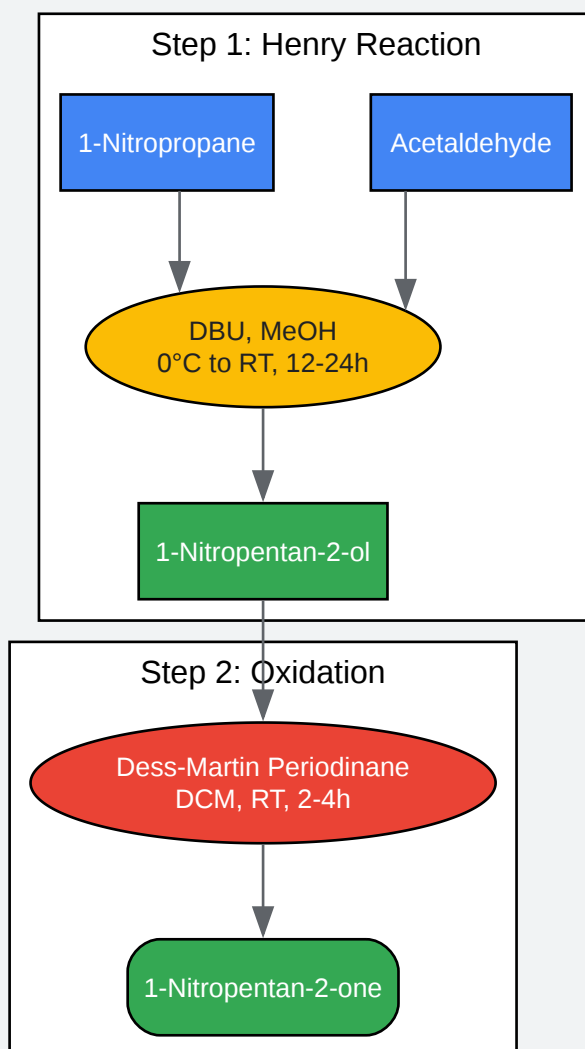 Step 1: Henry Reaction
1-Nitropropane
Acetaldehyde
DBU, MeOH
0°C to RT, 12-24h
1-Nitropentan-2-ol
Step 2: Oxidation
Dess-Martin Periodinane
DCM, RT, 2-4h
1-Nitropentan-2-one